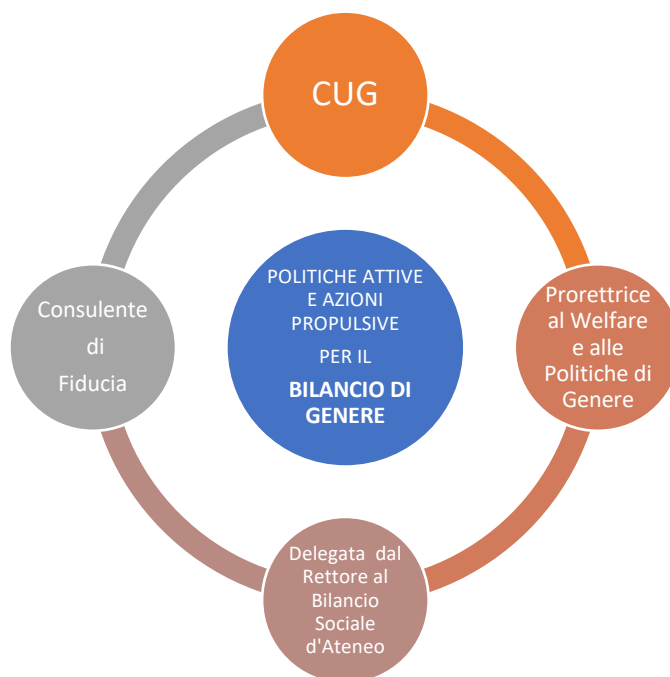 CUG
POLITICHE ATTIVE
E AZIONI
PROPULSIVE
PER IL
BILANCIO DI
GENERE
Consulente
di
Fiducia
Prorettrice
al Welfare
e alle
Politiche di
Genere
Delegata dal
Rettore al
Bilancio
Sociale
d'Ateneo